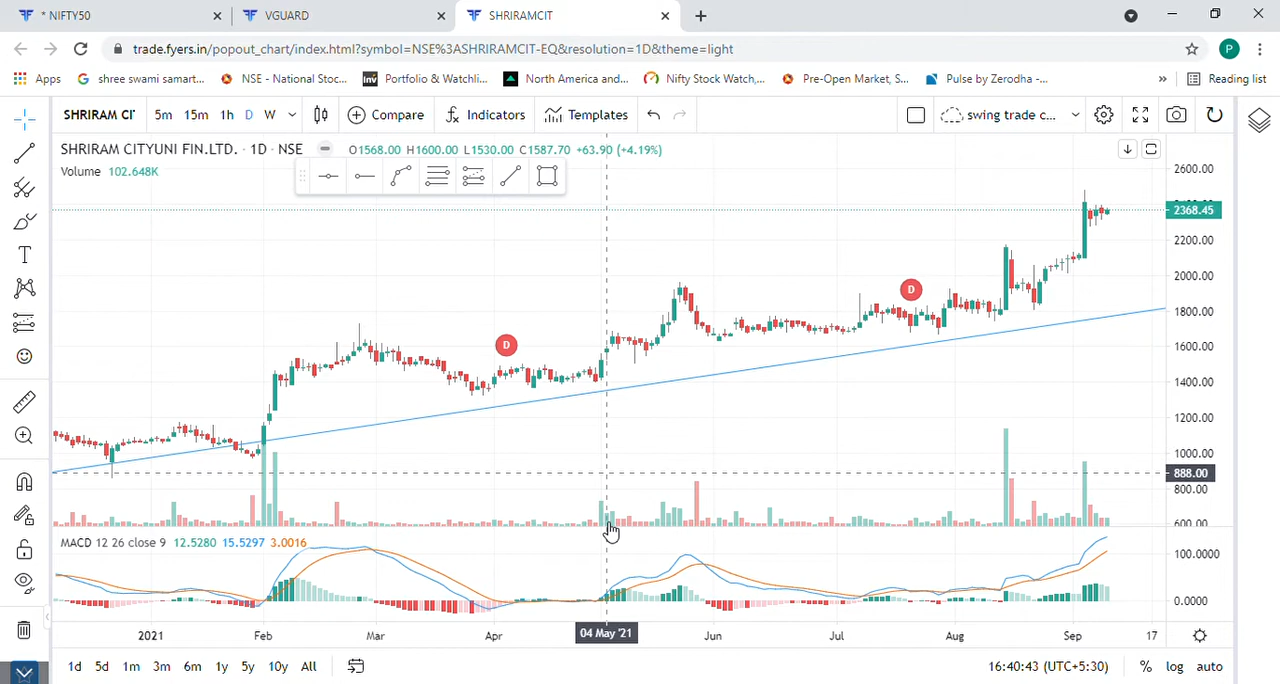 * NIFTY50
VGUARD
SHRIRAMCIT
trade.fyers.in/popout_chart/index.html?symbol=NSE%3ASHRIRAMCIT-EQ&resolution=1D&theme=light
P
Apps
shree swami samart...
NSE - National Stoc...
Inv
Portfolio & Watchli...
North America and...
Nifty Stock Watch,...
Pre-Open Market, S...
Pulse by Zerodha -...
»
Reading list
SHRIRAM CIT
5m 15m 1h D W
Compare
Indicators
Templates
swing trade c...
SHRIRAM CITYUNI FIN.LTD. · 1D · NSE
O1568.00 H1600.00 L1530.00 C1587.70 +63.90 (+4.19%)
Volume 102.648K
2600.00
2368.45
2200.00
2000.00
1800.00
1600.00
1400.00
1200.00
1000.00
888.00
800.00
600.00
D
D
MACD 12 26 close 9 12.5280 15.5297 3.0016
100.0000
0.0000
2021 Feb Mar Apr 04 May '21 Jun Jul Aug Sep 17
1d 5d 1m 3m 6m 1y 5y 10y All
16:40:43 (UTC+5:30)
% log auto